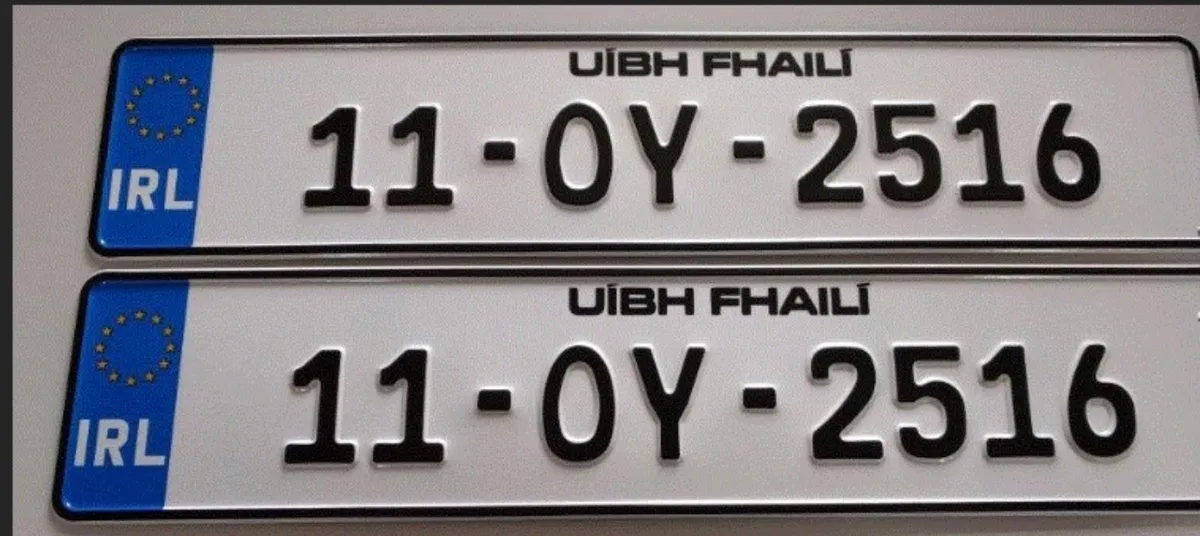 UÍBH FHAILÍ
IRL 11-OY-2516
UÍBH FHAILÍ
IRL 11-OY-2516